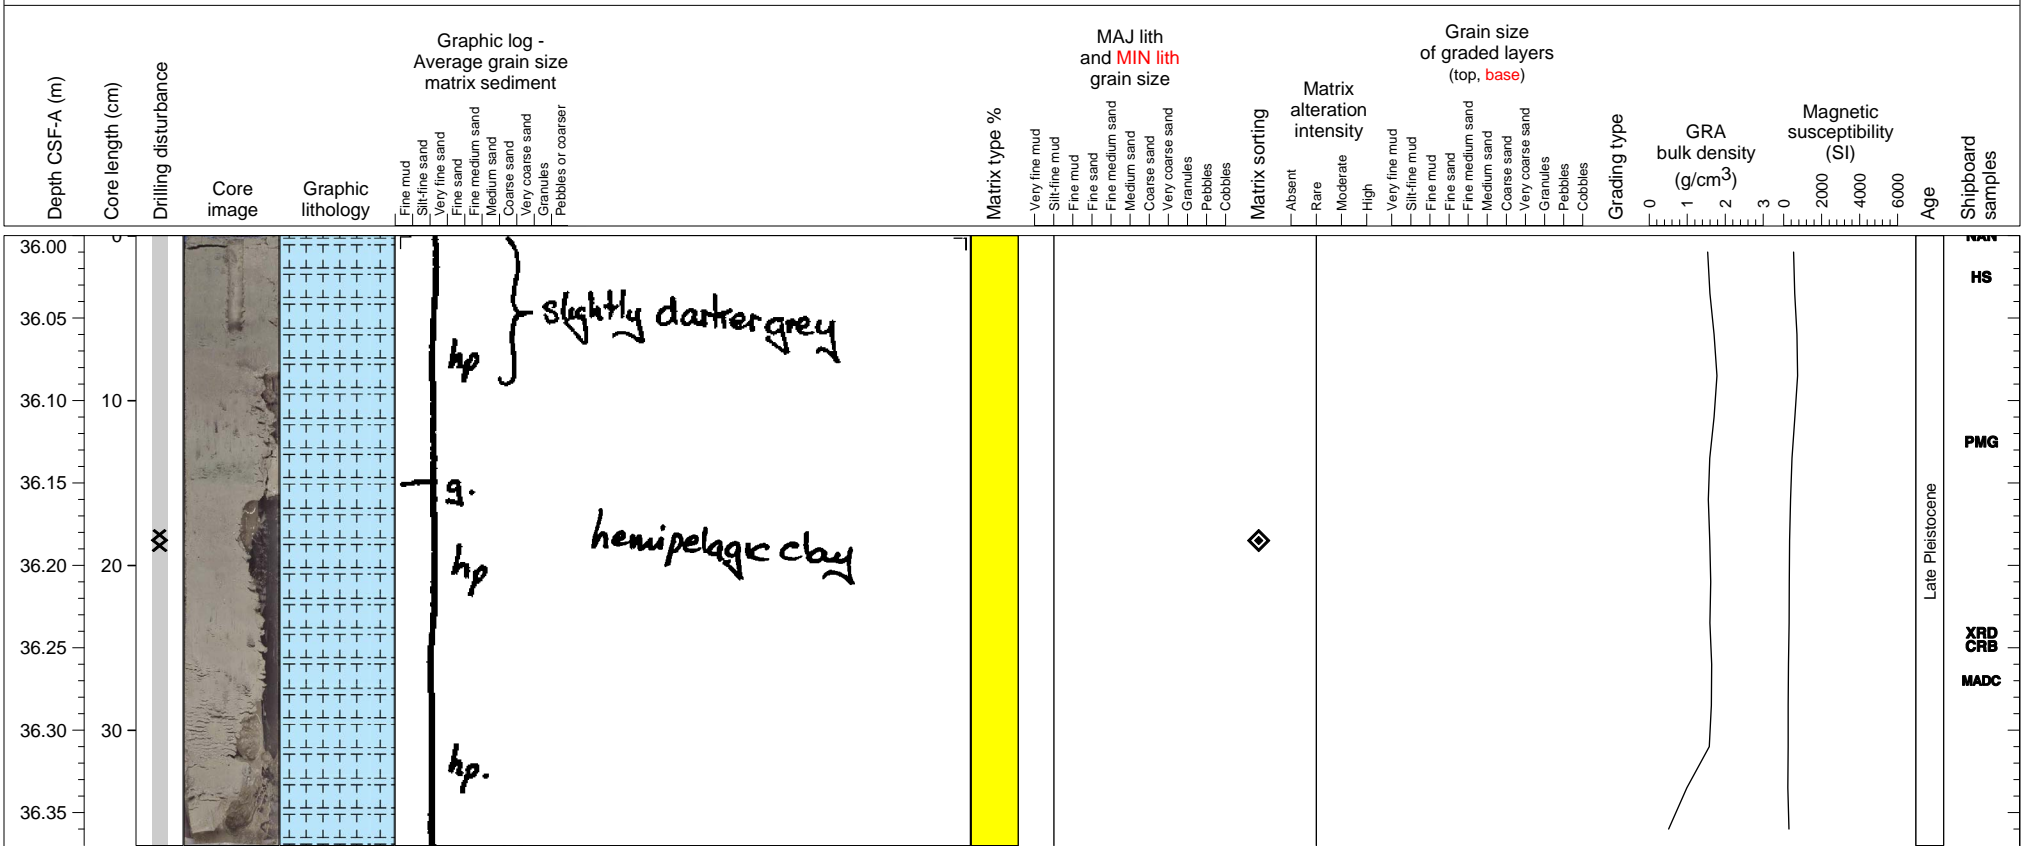 Depth CSF-A (m)
Core length (cm)
Drilling disturbance
Core
image
Graphic
lithology
Graphic log -
Average grain size
matrix sediment
Fine mud
Silt-fine sand
Very fine sand
Fine sand
Fine medium sand
Medium sand
Coarse sand
Very coarse sand
Granules
Pebbles or coarser
Matrix type %
MAJ lith
and MIN lith
grain size
Very fine mud
Silt-fine mud
Fine mud
Fine sand
Fine medium sand
Medium sand
Coarse sand
Very coarse sand
Granules
Pebbles
Cobbles
Matrix sorting
Matrix
alteration
intensity
Absent
Rare
Moderate
High
Grain size
of graded layers
(top, base)
Very fine mud
Silt-fine mud
Fine mud
Fine sand
Fine medium sand
Medium sand
Coarse sand
Very coarse sand
Granules
Pebbles
Cobbles
Grading type
GRA
bulk density
(g/cm3)
0 1 2 3
Magnetic
susceptibility
(SI)
0 2000 4000 6000
Age
Shipboard
samples
36.00
36.05
36.10
36.15
36.20
36.25
36.30
36.35
0
10
20
30
slightly darker grey
hp
g.
hemipelagic clay
hp
hp.
Late Pleistocene
NAN
HS
PMG
XRD
CRB
MADC